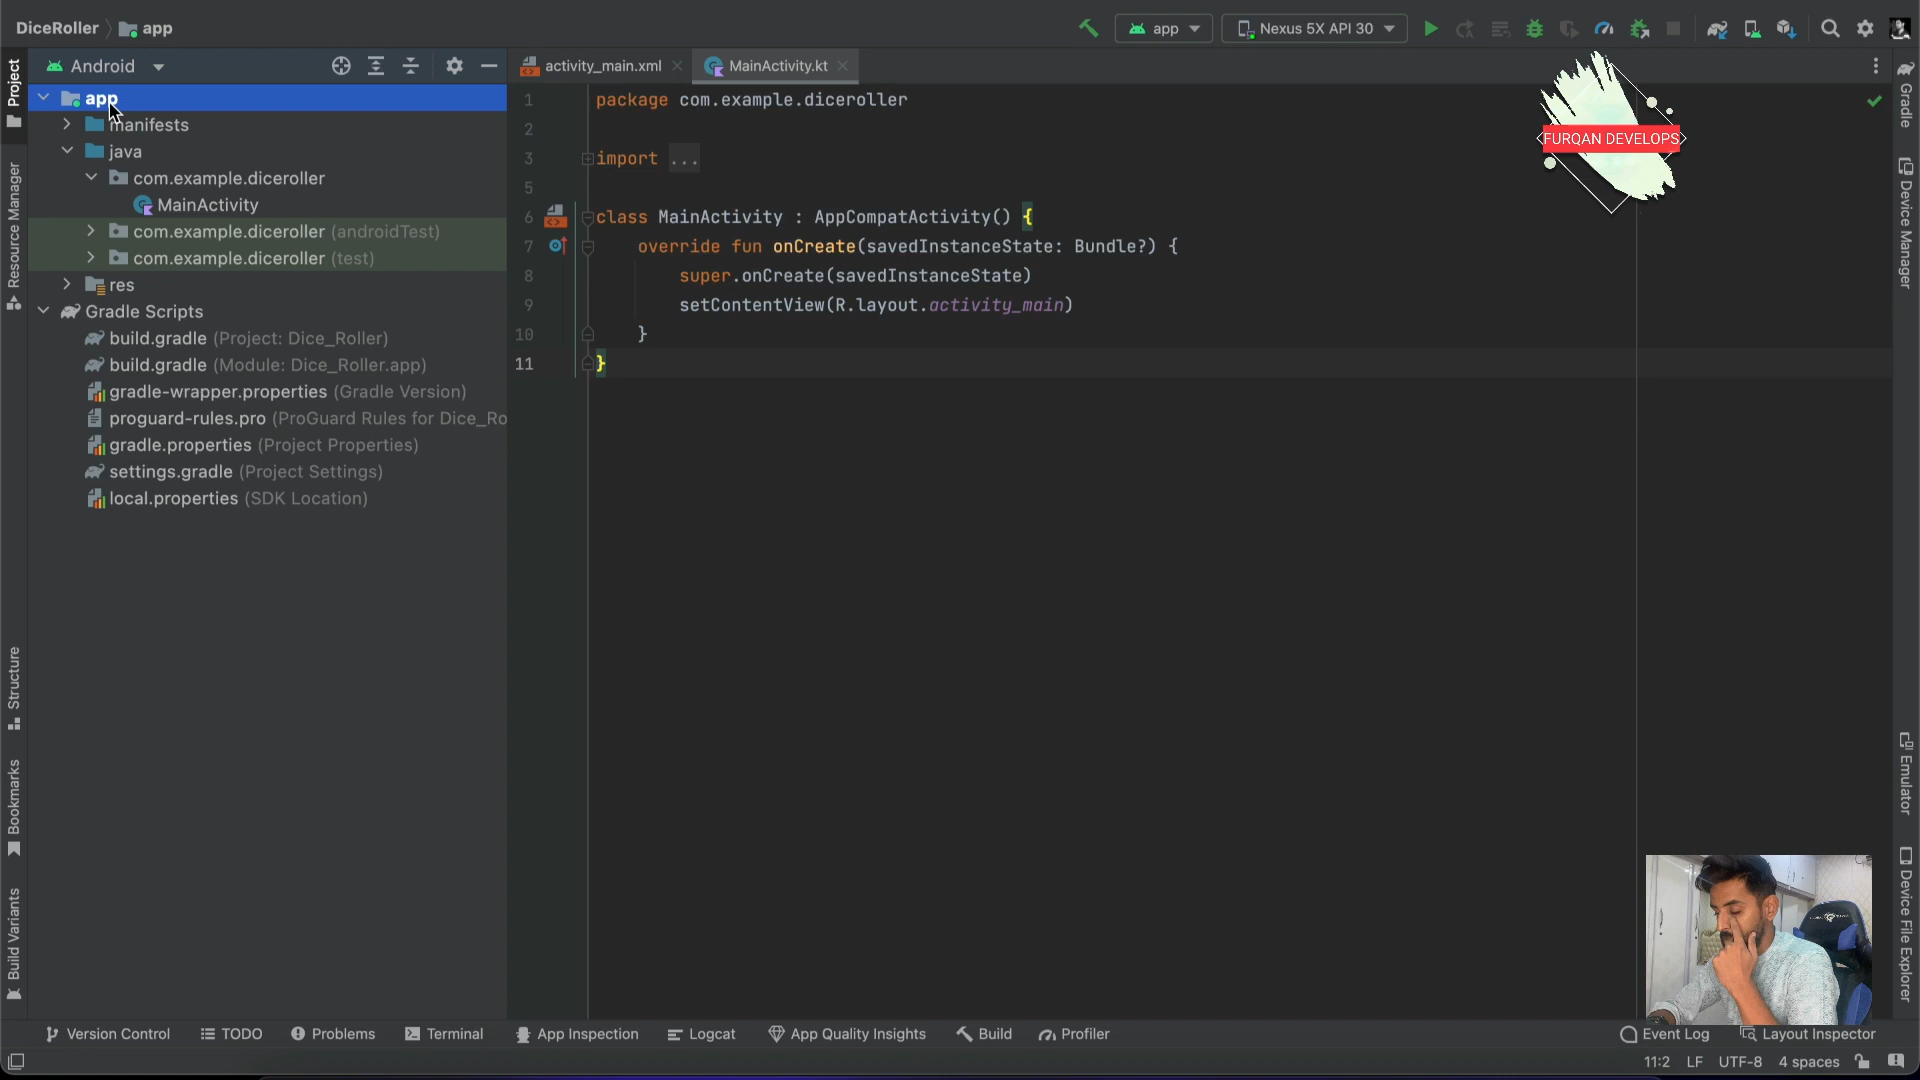 DiceRoller app
app
Nexus 5X API 30
Project
Resource Manager
Structure
Bookmarks
Build Variants
Android
app
manifests
java
com.example.diceroller
MainActivity
com.example.diceroller (androidTest)
com.example.diceroller (test)
res
Gradle Scripts
build.gradle (Project: Dice_Roller)
build.gradle (Module: Dice_Roller.app)
gradle-wrapper.properties (Gradle Version)
proguard-rules.pro (ProGuard Rules for Dice_Ro
gradle.properties (Project Properties)
settings.gradle (Project Settings)
local.properties (SDK Location)
activity_main.xml
MainActivity.kt
1 package com.example.diceroller
2
3 import ...
5
6 class MainActivity : AppCompatActivity() {
7 override fun onCreate(savedInstanceState: Bundle?) {
8 super.onCreate(savedInstanceState)
9 setContentView(R.layout.activity_main)
10 }
11 }
FURQAN DEVELOPS
Gradle
Device Manager
Emulator
Device File Explorer
Version Control
TODO
Problems
Terminal
App Inspection
Logcat
App Quality Insights
Build
Profiler
Event Log
Layout Inspector
11:2 LF UTF-8 4 spaces